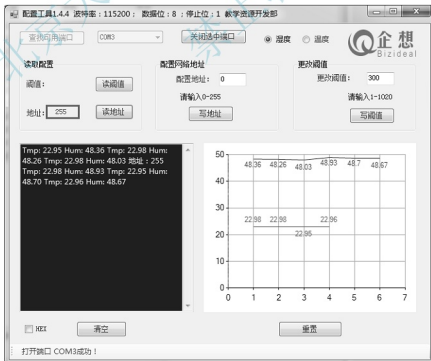 配置工具1.4.4 波特率：115200； 数据位：8 ；停止位：1 教学资源开发部
查找可用端口
COM3
关闭选中端口
湿度
温度
企想
Bizideal
读取配置
阈值：
读阈值
地址：
255
读地址
配置网络地址
配置地址：
0
请输入0-255
写地址
更改阈值
更改阈值：
300
请输入1-1020
写阈值
Tmp: 22.95 Hum: 48.36 Tmp: 22.98 Hum:
48.26 Tmp: 22.98 Hum: 48.03 地址：255
Tmp: 22.98 Hum: 48.93 Tmp: 22.95 Hum:
48.70 Tmp: 22.96 Hum: 48.67
50
40
30
20
10
0
48.36 48.26 48.03 48.93 48.7 48.67
22.98 22.98 22.95 22.96
0 1 2 3 4 5 6 7
HEX
清空
重置
打开端口 COM3成功！